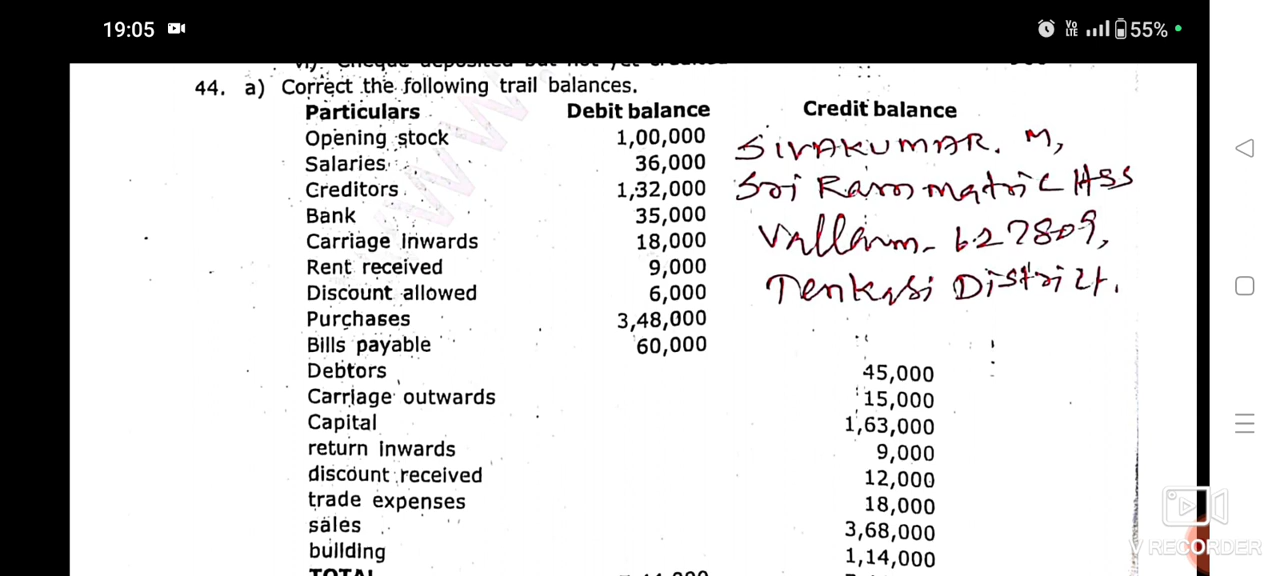 19:05 Vo LTE 55%
44. a) Correct the following trail balances.
Particulars Debit balance Credit balance
Opening stock 1,00,000 SIVAKUMAR. M,
Salaries 36,000
Creditors 1,32,000 Sri Ram matric HSS
Bank 35,000
Carriage inwards 18,000 Vallam - 627809,
Rent received 9,000
Discount allowed 6,000 Tenkasi District.
Purchases 3,48,000
Bills payable 60,000
Debtors 45,000
Carriage outwards 15,000
Capital 1,63,000
return inwards 9,000
discount received 12,000
trade expenses 18,000
sales 3,68,000
building 1,14,000
TOTAL
V RECORDER